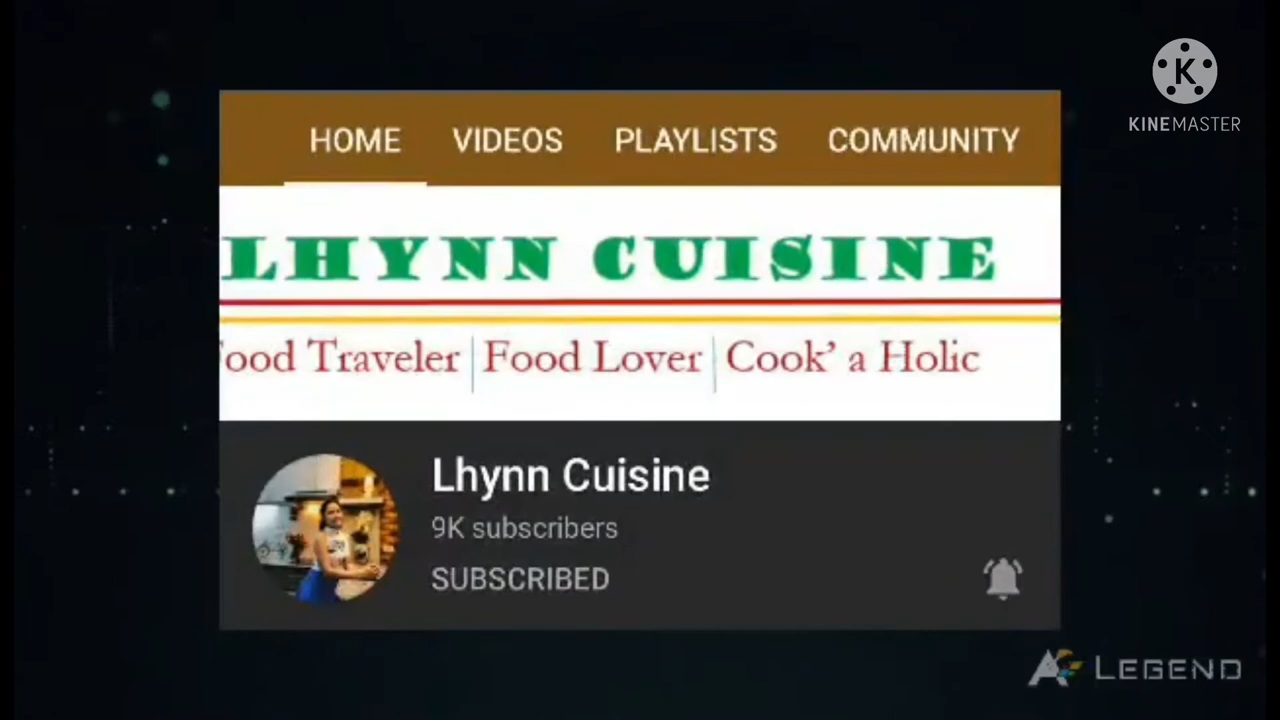 KINEMASTER
HOME VIDEOS PLAYLISTS COMMUNITY
LHYNN CUISINE
ood Traveler | Food Lover | Cook' a Holic
Lhynn Cuisine
9K subscribers
SUBSCRIBED
LEGEND